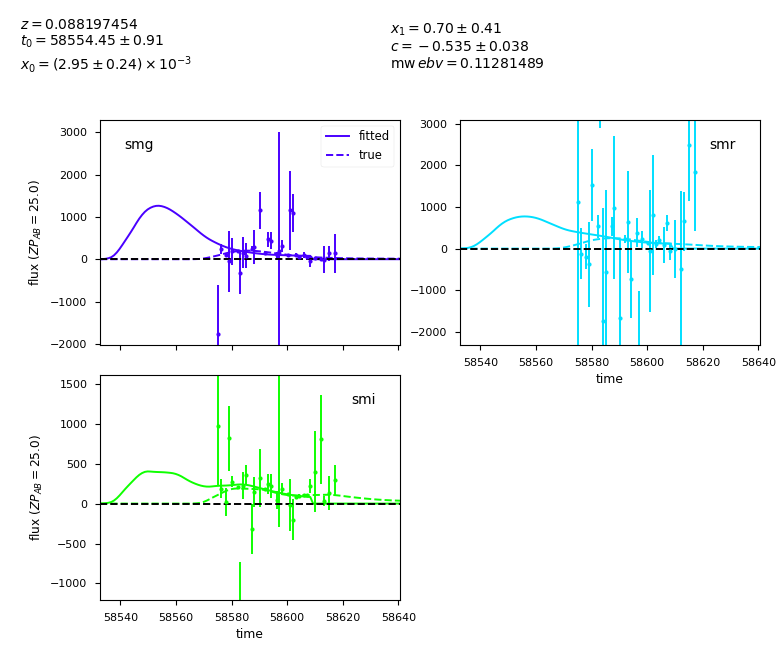 z = 0.088197454
t₀ = 58554.45 ± 0.91
x₀ = (2.95 ± 0.24) × 10⁻³
x₁ = 0.70 ± 0.41
c = −0.535 ± 0.038
mw ebv = 0.11281489
smg
fitted
true
3000
2000
1000
0
−1000
−2000
flux (ZP_AB = 25.0)
smr
3000
2000
1000
0
−1000
−2000
58540 58560 58580 58600 58620 58640
time
smi
1500
1000
500
0
−500
−1000
flux (ZP_AB = 25.0)
58540 58560 58580 58600 58620 58640
time